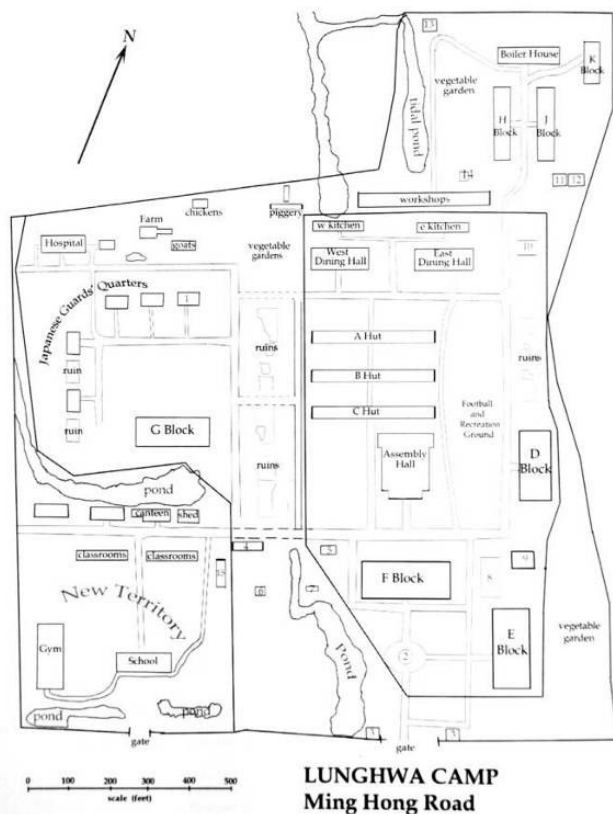 N
13
Boiler House
K
Block
vegetable
garden
tidal pond
H
Block
J
Block
14
11 12
workshops
chickens
piggery
Farm
goats
Hospital
vegetable
gardens
w kitchen
e kitchen
West
Dining Hall
East
Dining Hall
10
Japanese Guards' Quarters
1
ruins
A Hut
ruins
ruin
B Hut
ruin
C Hut
Football
and
Recreation
Ground
G Block
Assembly
Hall
D
Block
ruins
pond
canteen
shed
classrooms
classrooms
4
5
9
15
6
7
F Block
8
New Territory
E
Block
vegetable
garden
Gym
School
2
pond
pond
pond
3
3
gate
gate
0 100 200 300 400 500
scale (feet)
LUNGHWA CAMP
Ming Hong Road